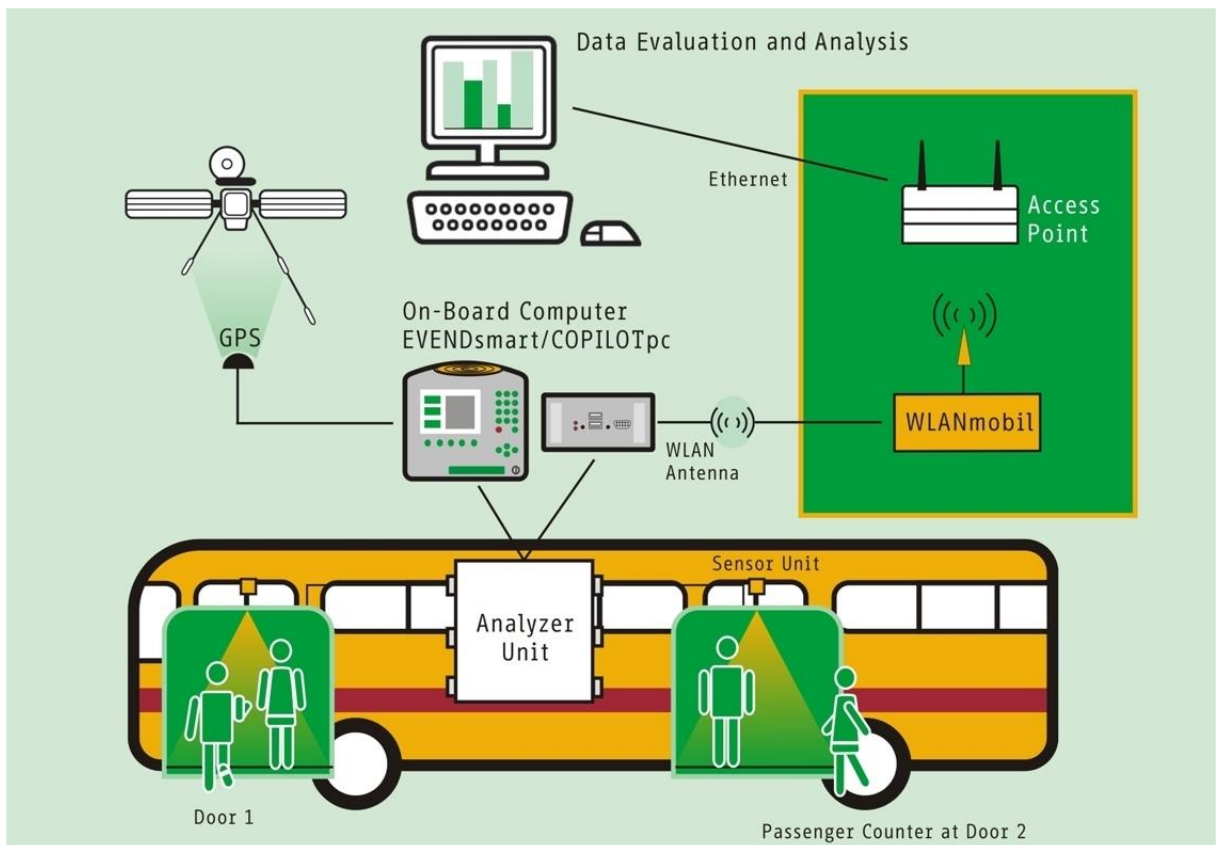 Data Evaluation and Analysis
Ethernet
Access
Point
GPS
On-Board Computer
EVENDsmart/COPILOTpc
WLANmobil
WLAN
Antenna
Sensor Unit
Analyzer
Unit
Door 1
Passenger Counter at Door 2